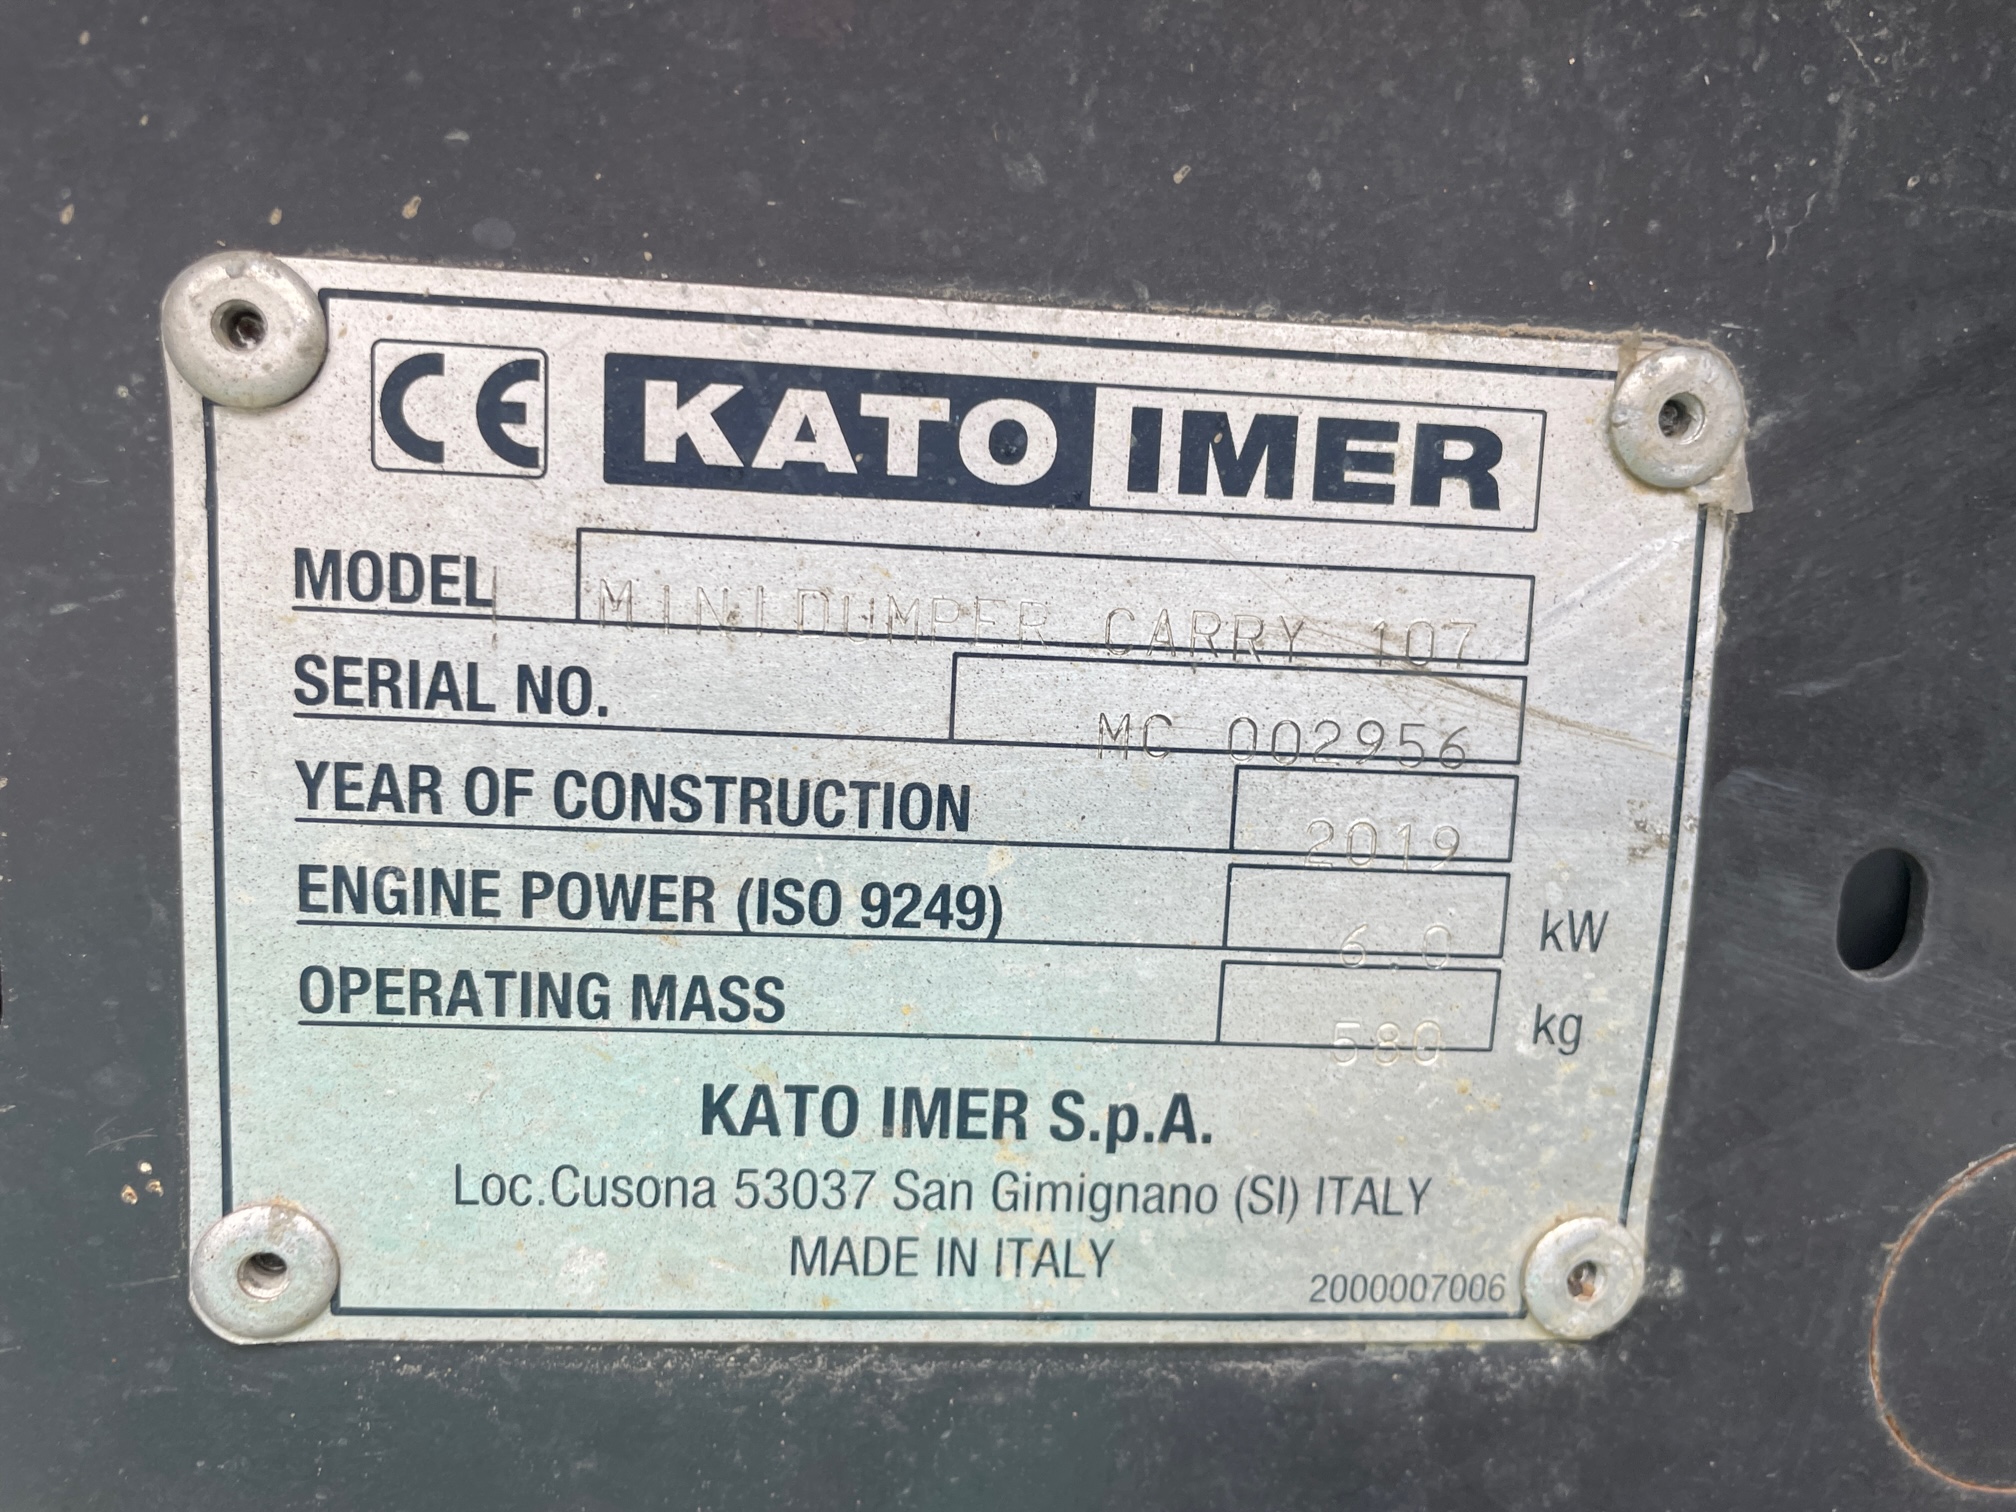 CE KATO IMER
MODEL MINIDUMPER CARRY 107
SERIAL NO. MC 002956
YEAR OF CONSTRUCTION 2019
ENGINE POWER (ISO 9249) 6.0 kW
OPERATING MASS 580 kg
KATO IMER S.p.A.
Loc.Cusona 53037 San Gimignano (SI) ITALY
MADE IN ITALY
2000007006